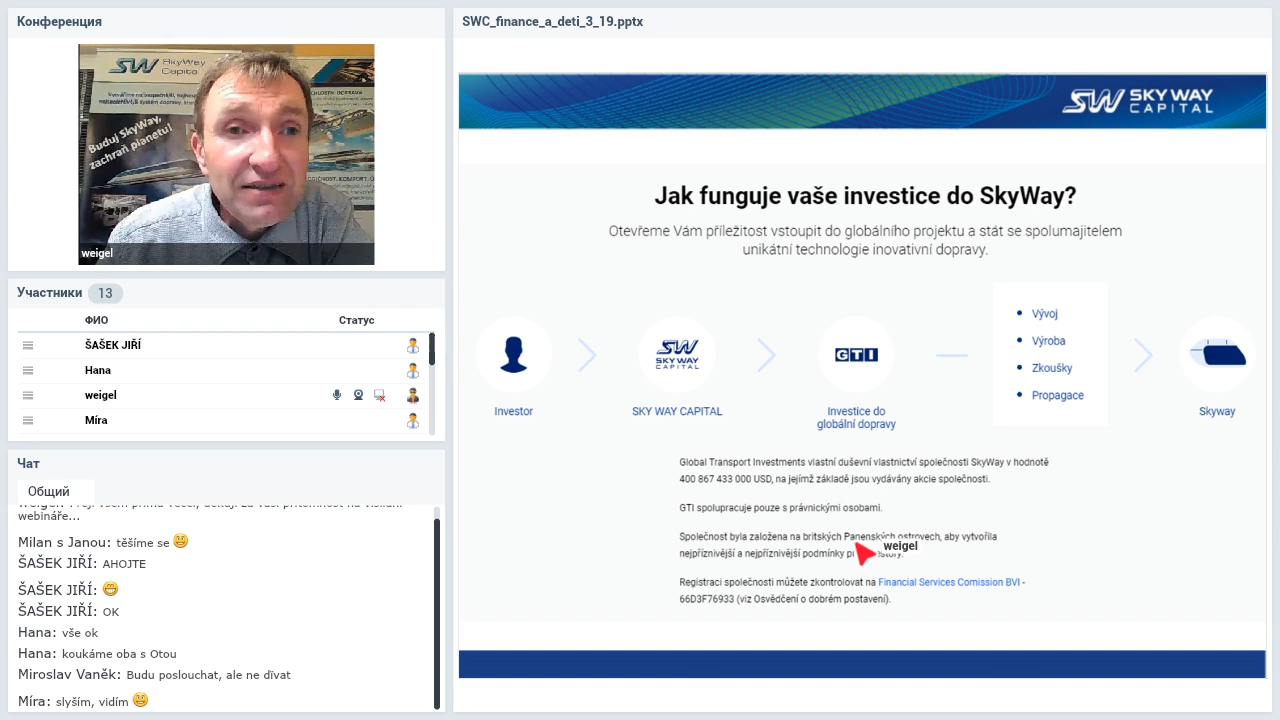 Конференция
SW SkyWay Capital
Buduj SkyWay,
zachraň planetu!
weigel
Участники 13
ФИО Статус
ŠAŠEK JIŘÍ
Hana
weigel
Míra
Чат
Общий
webináře...
Milan s Janou: těšíme se
ŠAŠEK JIŘÍ: AHOJTE
ŠAŠEK JIŘÍ:
ŠAŠEK JIŘÍ: OK
Hana: vše ok
Hana: koukáme oba s Otou
Miroslav Vaněk: Budu poslouchat, ale ne dívat
Míra: slyším, vidím
SWC_finance_a_deti_3_19.pptx
SW SKY WAY CAPITAL
Jak funguje vaše investice do SkyWay?
Otevřeme Vám příležitost vstoupit do globálního projektu a stát se spolumajitelem
unikátní technologie inovativní dopravy.
SW SKY WAY CAPITAL
GTI
Vývoj
Výroba
Zkoušky
Propagace
Investor
SKY WAY CAPITAL
Investice do
globální dopravy
Skyway
Global Transport Investments vlastní duševní vlastnictví společnosti SkyWay v hodnotě
400 867 433 000 USD, na jejímž základě jsou vydávány akcie společnosti.
GTI spolupracuje pouze s právnickými osobami.
Společnost byla založena na britských Panenských ostrovech, aby vytvořila
nejpříznivější a nejpříznivější podmínky
weigel
Registraci společnosti můžete zkontrolovat na Financial Services Comission BVI -
66D3F76933 (viz Osvědčení o dobrém postavení).